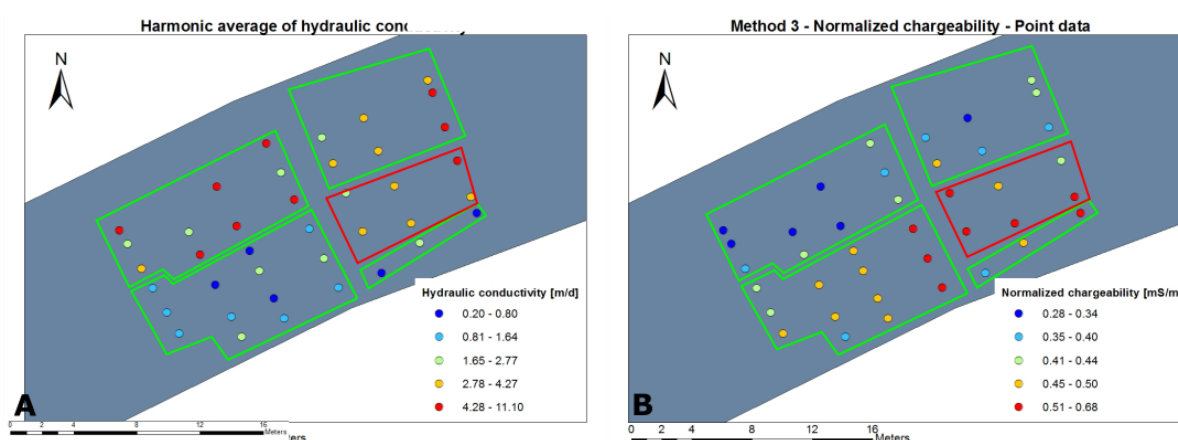 Harmonic average of hydraulic conductivity
N
Hydraulic conductivity [m/d]
0.20 - 0.80
0.81 - 1.64
1.65 - 2.77
2.78 - 4.27
4.28 - 11.10
A
0 2 4 8 12 16
Meters
Method 3 - Normalized chargeability - Point data
N
Normalized chargeability [mS/m
0.28 - 0.34
0.35 - 0.40
0.41 - 0.44
0.45 - 0.50
0.51 - 0.68
B
0 2 4 8 12 16
Meters